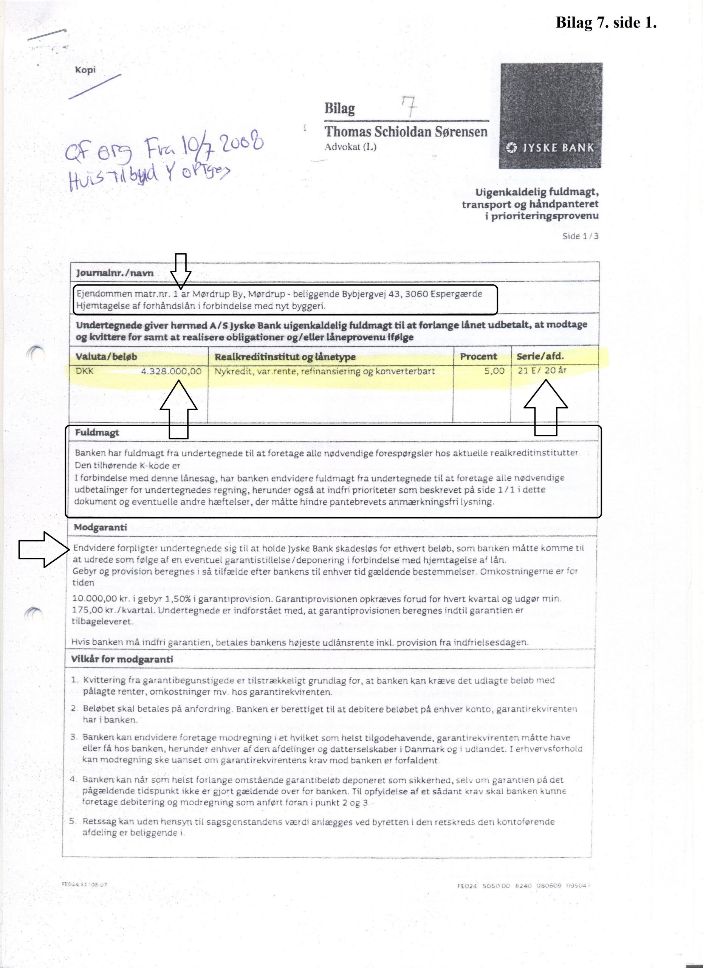 Bilag 7. side 1.
Kopi
Bilag 7
Thomas Schioldan Sørensen
Advokat (L)
JYSKE BANK
Org Fra 10/7 2008
Hvis Tilbud
Uigenkaldelig fuldmagt,
transport og håndpanteret
i prioriteringsprovenu
Side 1/3
Journalnr./navn
Ejendommen matr.nr. 1 ar Mørdrup By, Mørdrup - beliggende Bybjergvej 43, 3060 Espergærde
Hjemtagelse af forhåndslån i forbindelse med nyt byggeri.
Undertegnede giver hermed A/S Jyske Bank uigenkaldelig fuldmagt til at forlange lånet udbetalt, at modtage
og kvittere for samt at realisere obligationer og/eller låneprovenu ifølge
Valuta/beløb Realkreditinstitut og lånetype Procent Serie/afd.
DKK 4.328.000,00 Nykredit, var.rente, refinansiering og konverterbart 5,00 21 E/ 20 år
Fuldmagt
Banken har fuldmagt fra undertegnede til at foretage alle nødvendige forespørgsler hos aktuelle realkreditinstitutter
Den tilhørende K-kode er
I forbindelse med denne lånesag, har banken endvidere fuldmagt fra undertegnede til at foretage alle nødvendige
udbetalinger for undertegnedes regning, herunder også at indfri prioriteter som beskrevet på side 1/1 i dette
dokument og eventuelle andre hæftelser, der måtte hindre pantebrevets anmærkningsfri lysning.
Modgaranti
Endvidere forpligter undertegnede sig til at holde Jyske Bank skadesløs for ethvert beløb, som banken måtte komme til
at udrede som følge af en eventuel garantistillelse/deponering i forbindelse med hjemtagelse af lån.
Gebyr og provision beregnes i så tilfælde efter bankens til enhver tid gældende bestemmelser. Omkostningerne er for
tiden
10.000,00 kr. i gebyr 1,50% i garantiprovision. Garantiprovisionen opkræves forud for hvert kvartal og udgør min.
175,00 kr./kvartal. Undertegnede er indforstået med, at garantiprovisionen beregnes indtil garantien er
tilbageleveret.
Hvis banken må indfri garantien, betales bankens højeste udlånsrente inkl. provision fra indfrielsesdagen.
Vilkår for modgaranti
1. Kvittering fra garantibegunstigede er tilstrækkeligt grundlag for, at banken kan kræve det udlagte beløb med
pålagte renter, omkostninger mv. hos garantirekvirenten.
2. Beløbet skal betales på anfordring. Banken er berettiget til at debitere beløbet på enhver konto, garantirekvirenten
har i banken.
3. Banken kan endvidere foretage modregning i et hvilket som helst tilgodehavende, garantirekvirenten måtte have
eller få hos banken, herunder enhver af den afdelinger og datterselskaber i Danmark og i udlandet. I erhvervsforhold
kan modregning ske uanset om garantirekvirentens krav mod banken er forfaldent
4. Banken kan når som helst forlange omstående garantibeløb deponeret som sikkerhed, selv om garantien på det
pågældende tidspunkt ikke er gjort gældende over for banken. Til opfyldelse af et sådant krav skal banken kunne
foretage debitering og modregning som anført foran i punkt 2 og 3
5. Retssag kan uden hensyn til sagsgenstandens værdi anlægges ved byretten i den retskreds den kontoførende
afdeling er beliggende i.